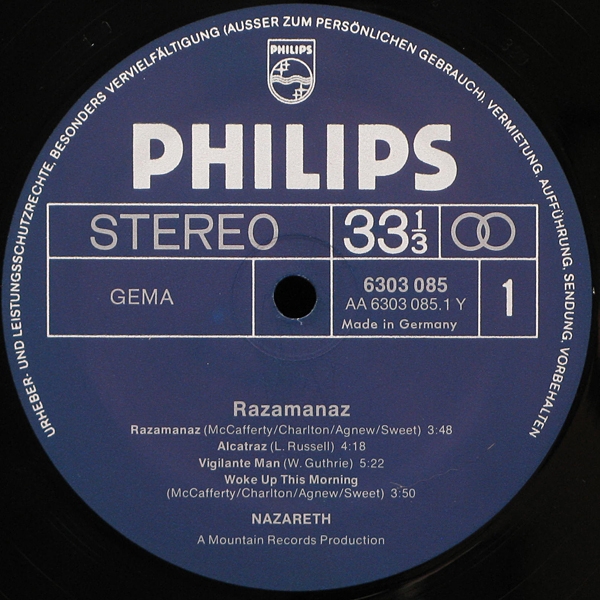 URHEBER- UND LEISTUNGSSCHUTZRECHTE, BESONDERS VERVIELFÄLTIGUNG (AUSSER ZUM PERSÖNLICHEN GEBRAUCH), VERMIETUNG, AUFFÜHRUNG, SENDUNG, VORBEHALTEN
PHILIPS
PHILIPS
STEREO 33 1/3
GEMA 6303 085 1
AA 6303 085.1 Y
Made in Germany
Razamanaz
Razamanaz (McCafferty/Charlton/Agnew/Sweet) 3:48
Alcatraz (L. Russell) 4:18
Vigilante Man (W. Guthrie) 5:22
Woke Up This Morning
(McCafferty/Charlton/Agnew/Sweet) 3:50
NAZARETH
A Mountain Records Production